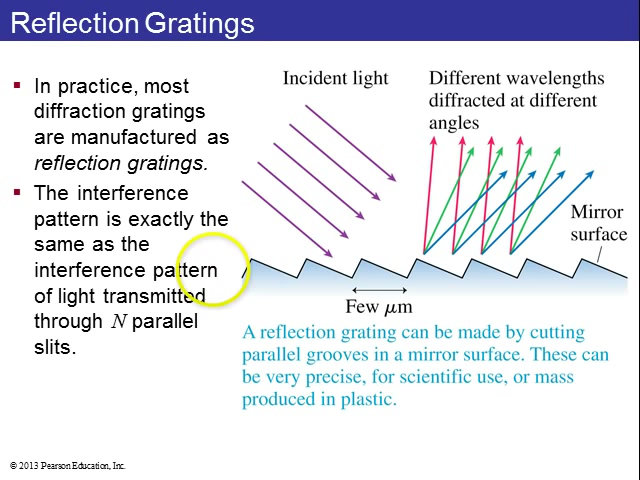 Reflection Gratings
▪ In practice, most
diffraction gratings
are manufactured as
reflection gratings.
▪ The interference
pattern is exactly the
same as the
interference pattern
of light transmitted
through N parallel
slits.
Incident light
Different wavelengths
diffracted at different
angles
Mirror
surface
Few μm
A reflection grating can be made by cutting
parallel grooves in a mirror surface. These can
be very precise, for scientific use, or mass
produced in plastic.
© 2013 Pearson Education, Inc.